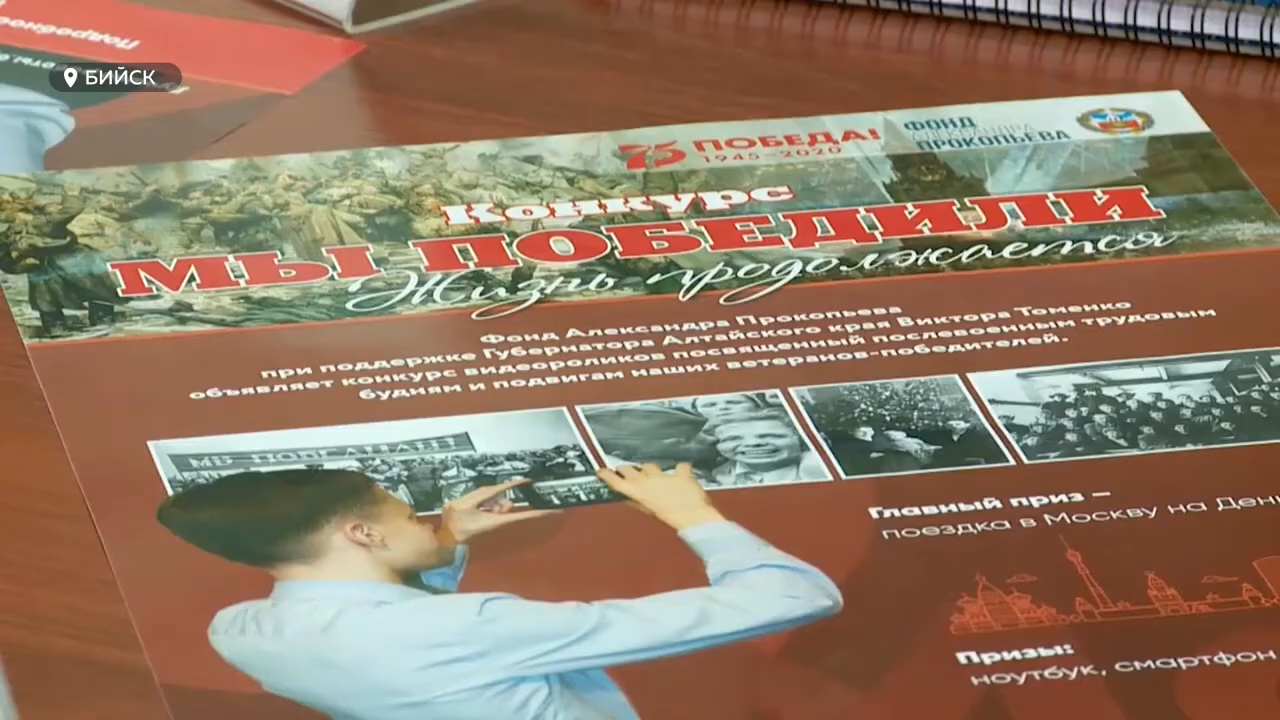 Подробнее
БИЙСК
75 ПОБЕДА!
1945-2020
ФОНД
АЛЕКСАНДРА
ПРОКОПЬЕВА
Конкурс
МЫ ПОБЕДИЛИ
Жизнь продолжается
Фонд Александра Прокопьева
при поддержке Губернатора Алтайского края Виктора Томенко
объявляет конкурс видеороликов посвященный послевоенным трудовым
будням и подвигам наших ветеранов-победителей.
Главный приз –
поездка в Москву на
Призы:
ноутбук, смартфон